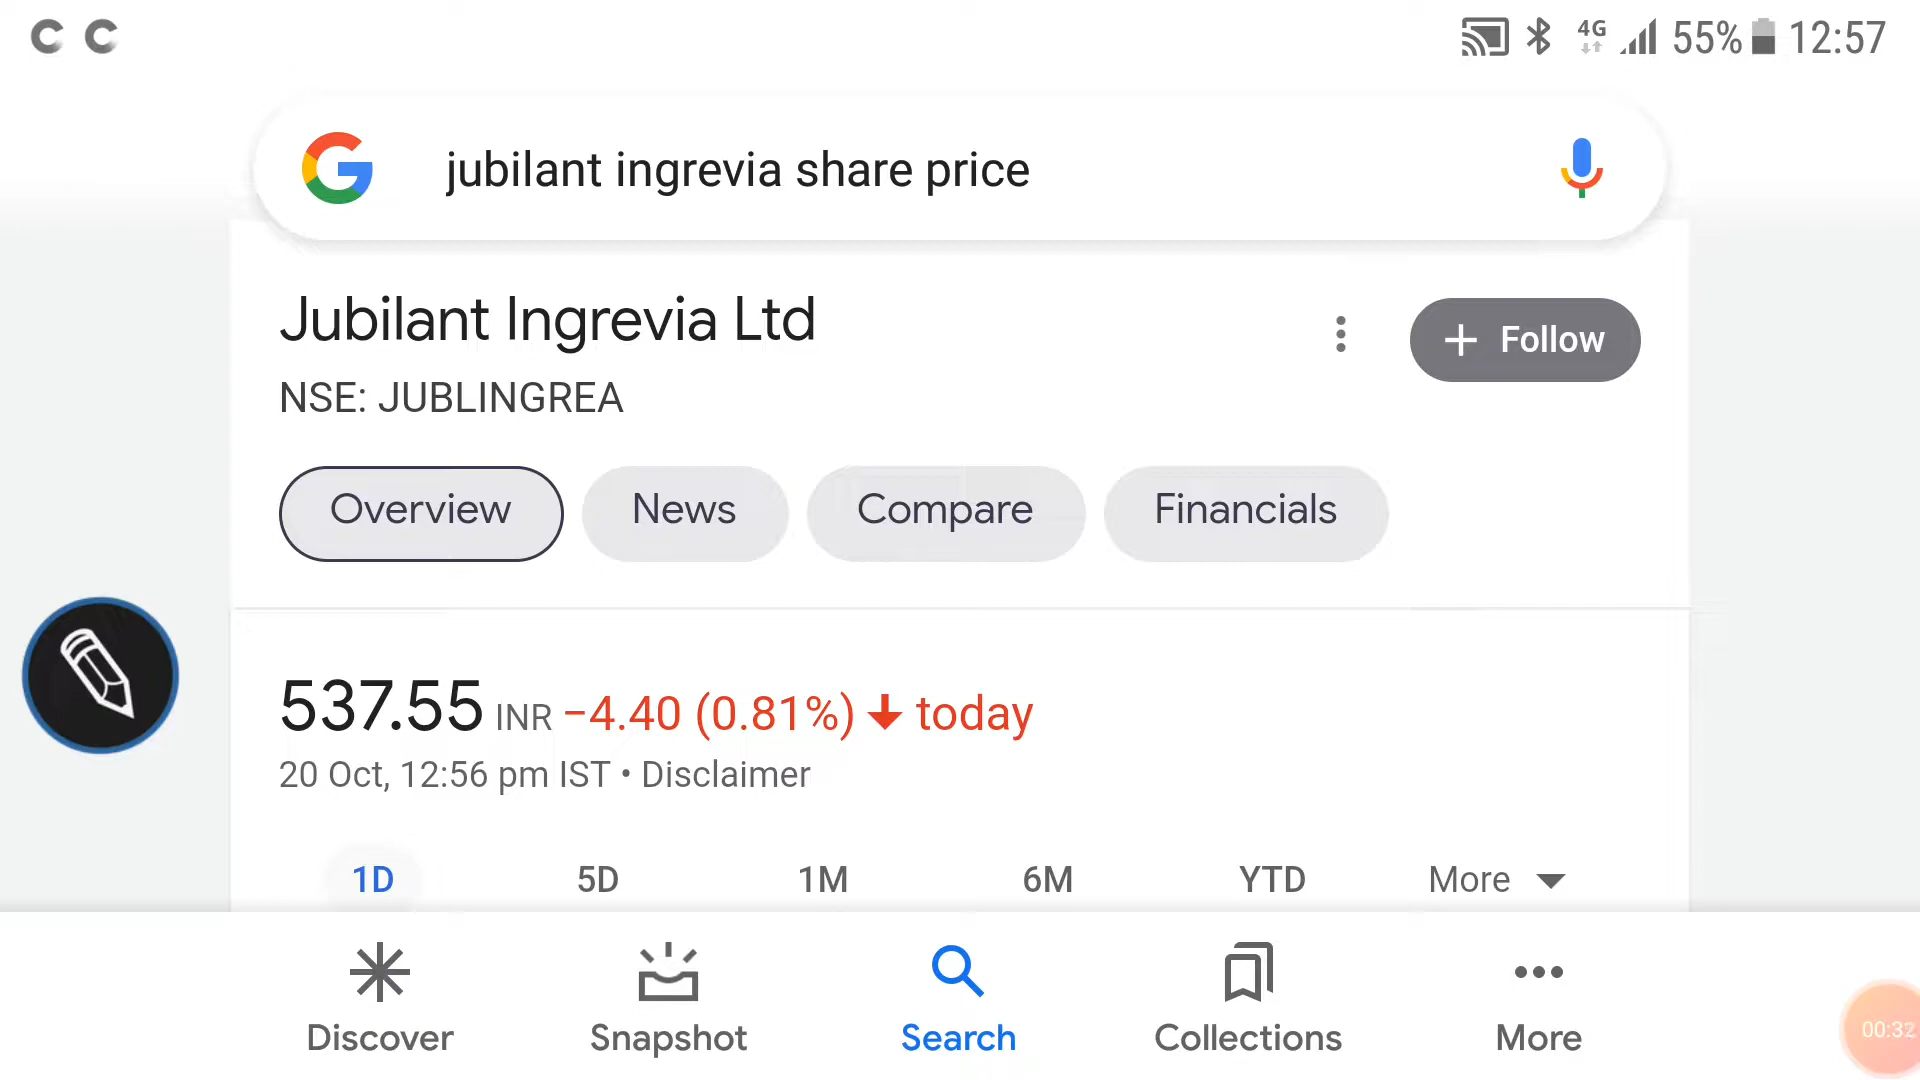 4G 55% 12:57
jubilant ingrevia share price
Jubilant Ingrevia Ltd
+ Follow
NSE: JUBLINGREA
Overview News Compare Financials
537.55 INR −4.40 (0.81%) ↓ today
20 Oct, 12:56 pm IST • Disclaimer
1D 5D 1M 6M YTD More
Discover Snapshot Search Collections More
00:32